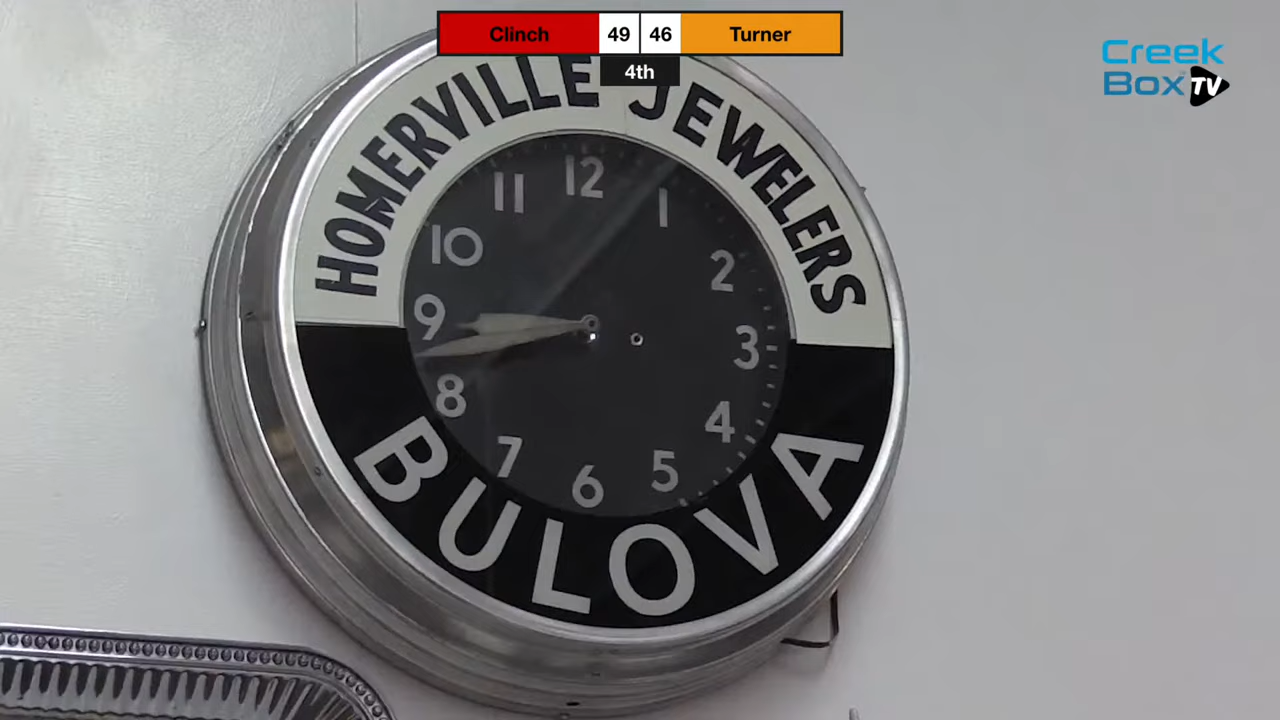 Clinch 49 46 Turner
4th
Creek
Box TV
HOMERVILLE JEWELERS
12
11
1
10
2
9
3
8
4
7
5
6
BULOVA